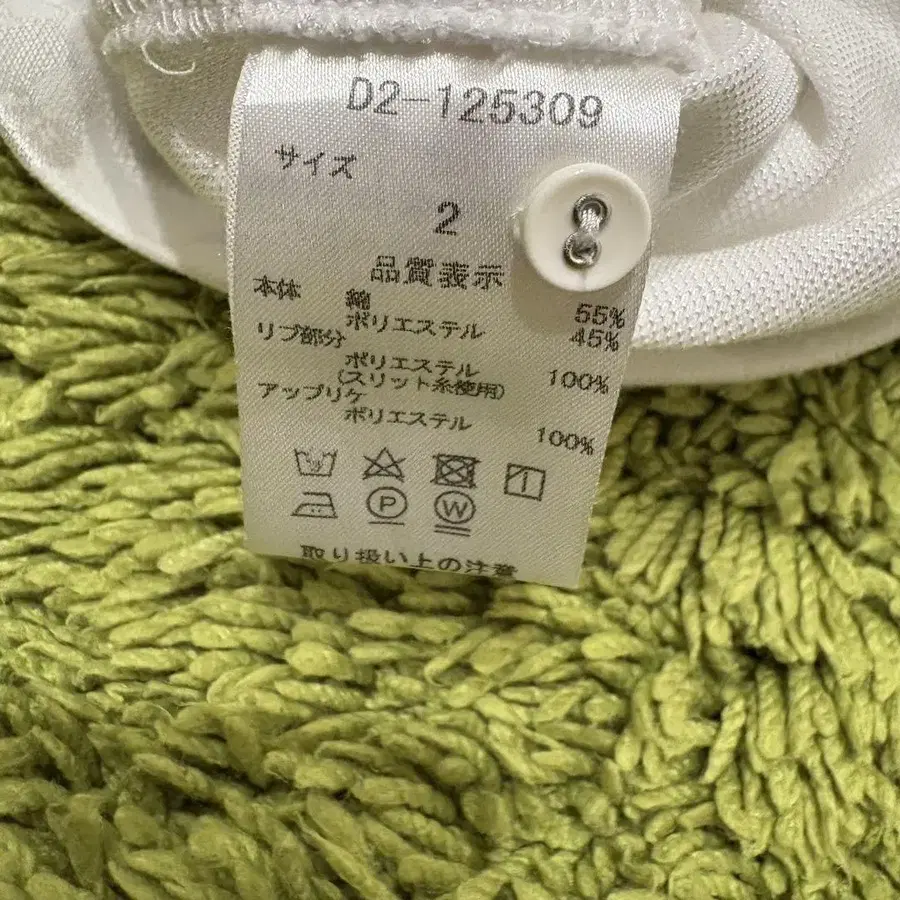 D2-125309
サイズ
2
品質表示
本体 綿 55%
ポリエステル 45%
リブ部分
ポリエステル 100%
(スリット糸使用)
アップリケ
ポリエステル 100%
P W
取り扱い上の注意